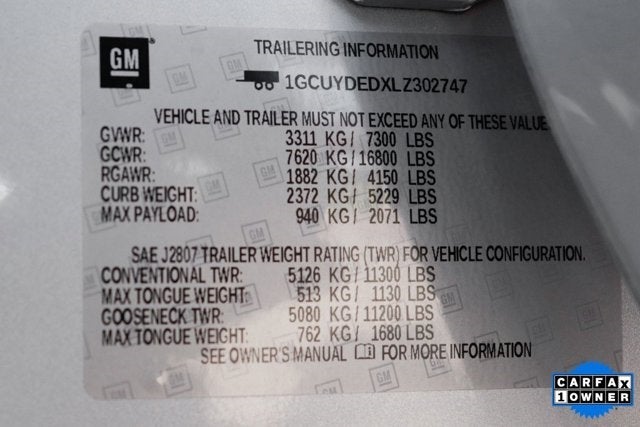 GM
TRAILERING INFORMATION
1GCUYDEDXLZ302747
VEHICLE AND TRAILER MUST NOT EXCEED ANY OF THESE VALUE
GVWR: 3311 KG/ 7300 LBS
GCWR: 7620 KG/ 16800 LBS
RGAWR: 1882 KG/ 4150 LBS
CURB WEIGHT: 2372 KG/ 5229 LBS
MAX PAYLOAD: 940 KG/ 2071 LBS
SAE J2807 TRAILER WEIGHT RATING (TWR) FOR VEHICLE CONFIGURATION.
CONVENTIONAL TWR: 5126 KG/ 11300 LBS
MAX TONGUE WEIGHT: 513 KG/ 1130 LBS
GOOSENECK TWR: 5080 KG/ 11200 LBS
MAX TONGUE WEIGHT: 762 KG/ 1680 LBS
SEE OWNER'S MANUAL FOR MORE INFORMATION
CARFAX
1 OWNER